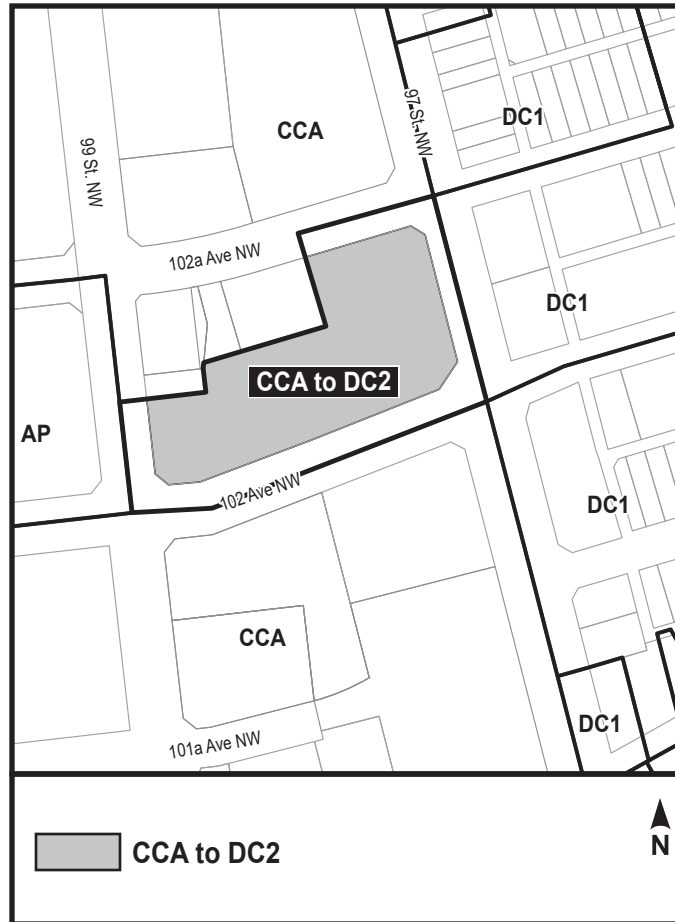 CCA
97 St. NW
DC1
99 St. NW
102a Ave NW
DC1
CCA to DC2
AP
102 Ave NW
DC1
CCA
DC1
101a Ave NW
CCA to DC2
N